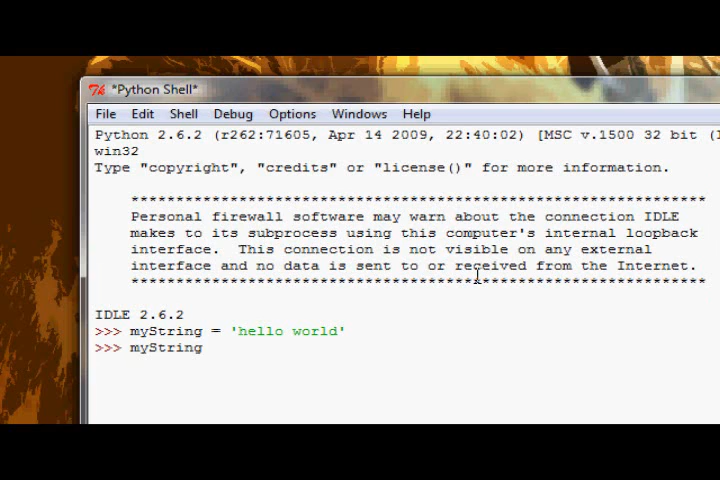 *Python Shell*
File Edit Shell Debug Options Windows Help
Python 2.6.2 (r262:71605, Apr 14 2009, 22:40:02) [MSC v.1500 32 bit (
win32
Type "copyright", "credits" or "license()" for more information.
****************************************************************
Personal firewall software may warn about the connection IDLE
makes to its subprocess using this computer's internal loopback
interface.  This connection is not visible on any external
interface and no data is sent to or received from the Internet.
****************************************************************
IDLE 2.6.2
>>> myString = 'hello world'
>>> myString